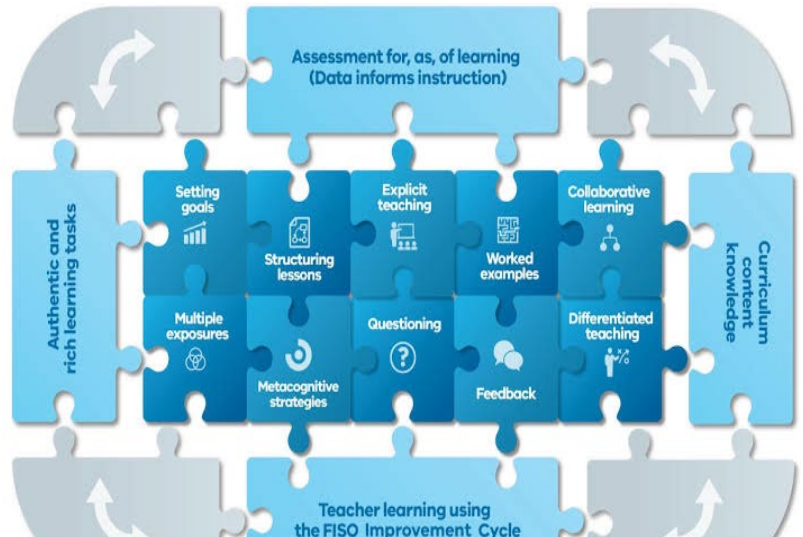 Assessment for, as, of learning
(Data informs instruction)
Authentic and
rich learning tasks
Setting
goals
Structuring
lessons
Explicit
teaching
Worked
examples
Collaborative
learning
Multiple
exposures
Metacognitive
strategies
Questioning
?
Feedback
Differentiated
teaching
Curriculum
content
knowledge
Teacher learning using
the FISO Improvement Cycle